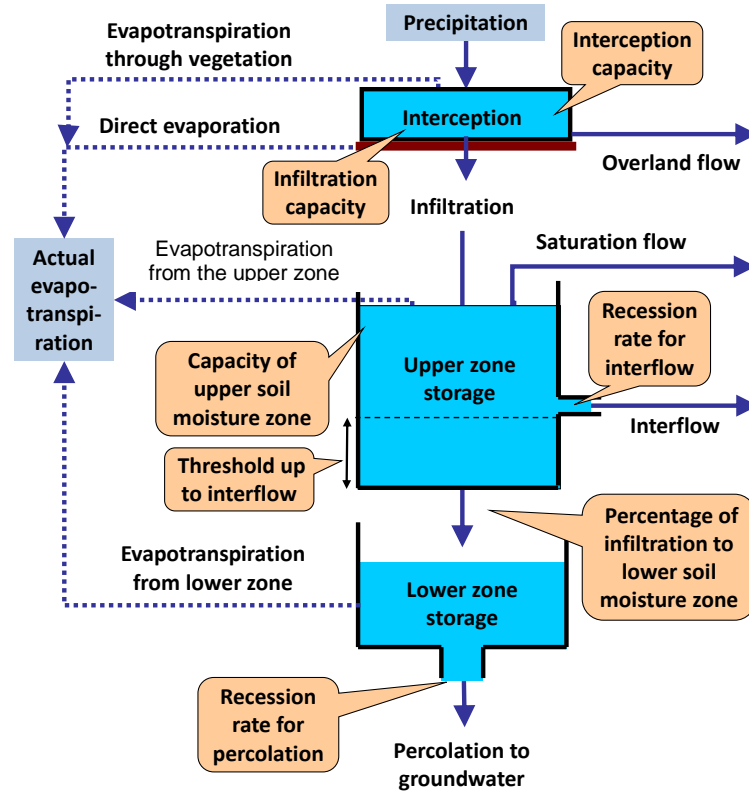 Evapotranspiration
through vegetation
Precipitation
Interception
capacity
Direct evaporation
Interception
Overland flow
Infiltration
capacity
Infiltration
Saturation flow
Evapotranspiration
from the upper zone
Actual
evapo-
transpi-
ration
Recession
rate for
interflow
Capacity of
upper soil
moisture zone
Upper zone
storage
Interflow
Threshold up
to interflow
Percentage of
infiltration to
lower soil
moisture zone
Evapotranspiration
from lower zone
Lower zone
storage
Recession
rate for
percolation
Percolation to
groundwater